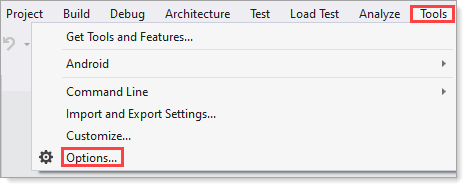 Project Build Debug Architecture Test Load Test Analyze Tools
Get Tools and Features...
Android
Command Line
Import and Export Settings...
Customize...
Options...